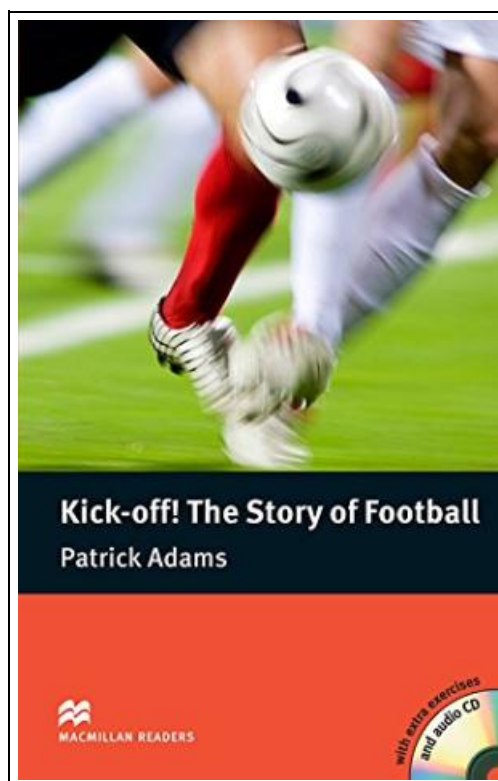 Kick-off! The Story of Football
Patrick Adams
MACMILLAN READERS
with extra exercises
and audio CD